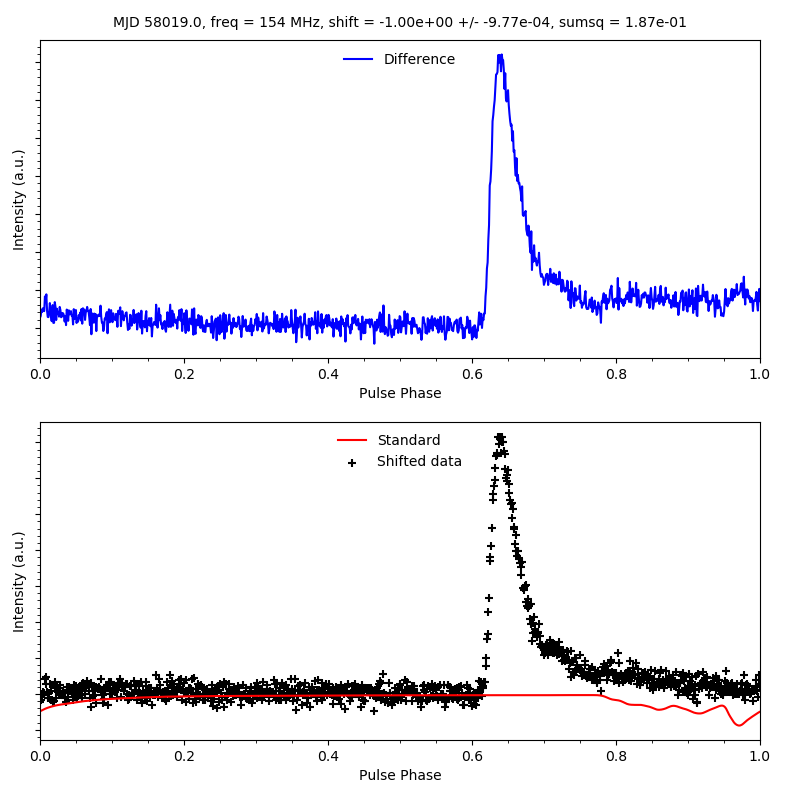 MJD 58019.0, freq = 154 MHz, shift = -1.00e+00 +/- -9.77e-04, sumsq = 1.87e-01
Difference
Intensity (a.u.)
0.0 0.2 0.4 0.6 0.8 1.0
Pulse Phase
Standard
Shifted data
Intensity (a.u.)
0.0 0.2 0.4 0.6 0.8 1.0
Pulse Phase